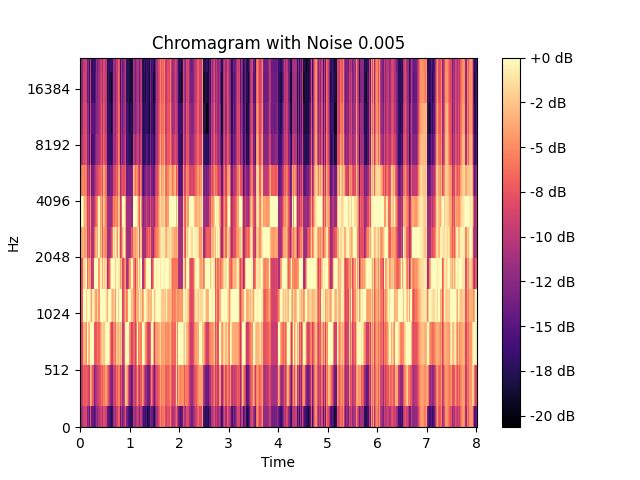 Chromagram with Noise 0.005
Hz
16384
8192
4096
2048
1024
512
0
0 1 2 3 4 5 6 7 8
Time
+0 dB
-2 dB
-5 dB
-8 dB
-10 dB
-12 dB
-15 dB
-18 dB
-20 dB